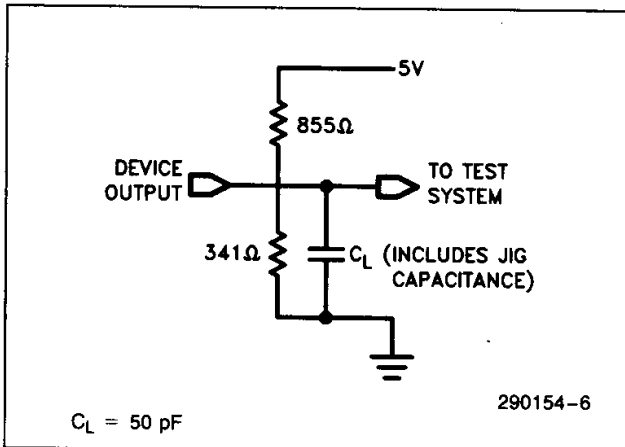 5V
855Ω
DEVICE
OUTPUT
TO TEST
SYSTEM
341Ω
C_L (INCLUDES JIG
CAPACITANCE)
C_L = 50 pF
290154-6